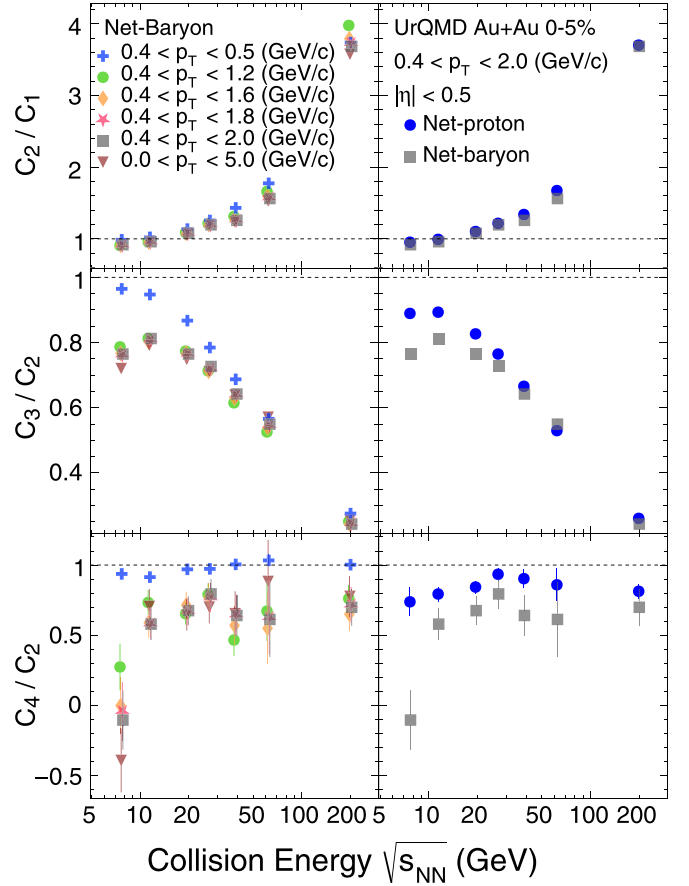 Net-Baryon
0.4 < p_T < 0.5 (GeV/c)
0.4 < p_T < 1.2 (GeV/c)
0.4 < p_T < 1.6 (GeV/c)
0.4 < p_T < 1.8 (GeV/c)
0.4 < p_T < 2.0 (GeV/c)
0.0 < p_T < 5.0 (GeV/c)
UrQMD Au+Au 0-5%
0.4 < p_T < 2.0 (GeV/c)
|η| < 0.5
Net-proton
Net-baryon
C_2 / C_1
4
3
2
1
C_3 / C_2
1
0.8
0.6
0.4
C_4 / C_2
1
0.5
0
−0.5
5 10 20 100 200
5 10 20 100 200
Collision Energy √s_NN (GeV)